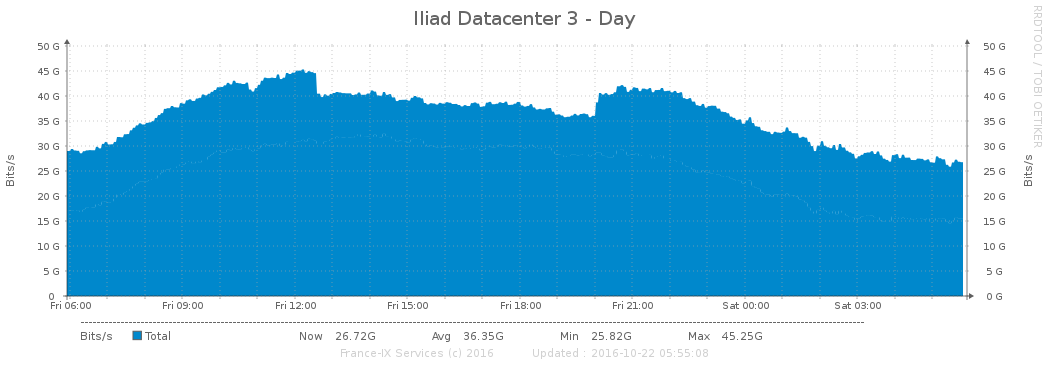 Iliad Datacenter 3 - Day
RRDTOOL / TOBI OETIKER
Bits/s
50 G
45 G
40 G
35 G
30 G
25 G
20 G
15 G
10 G
5 G
0
50 G
45 G
40 G
35 G
30 G
25 G
20 G
15 G
10 G
5 G
0 G
Bits/s
Fri 06:00 Fri 09:00 Fri 12:00 Fri 15:00 Fri 18:00 Fri 21:00 Sat 00:00 Sat 03:00
Bits/s Total Now 26.72G Avg 36.35G Min 25.82G Max 45.25G
France-IX Services (c) 2016 Updated : 2016-10-22 05:55:08